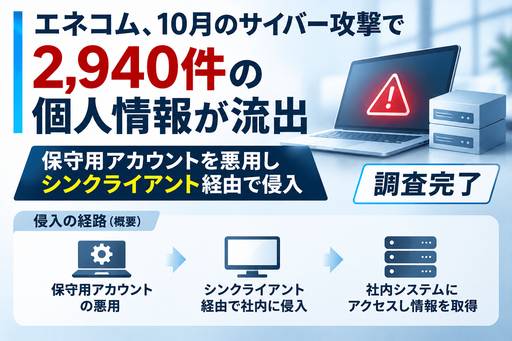 エネコム、10月のサイバー攻撃で
2,940件の
個人情報が流出
保守用アカウントを悪用し
シンクライアント経由で侵入
調査完了
侵入の経路（概要）
保守用アカウント
の悪用
シンクライアント
経由で社内に侵入
社内システムに
アクセスし情報を取得